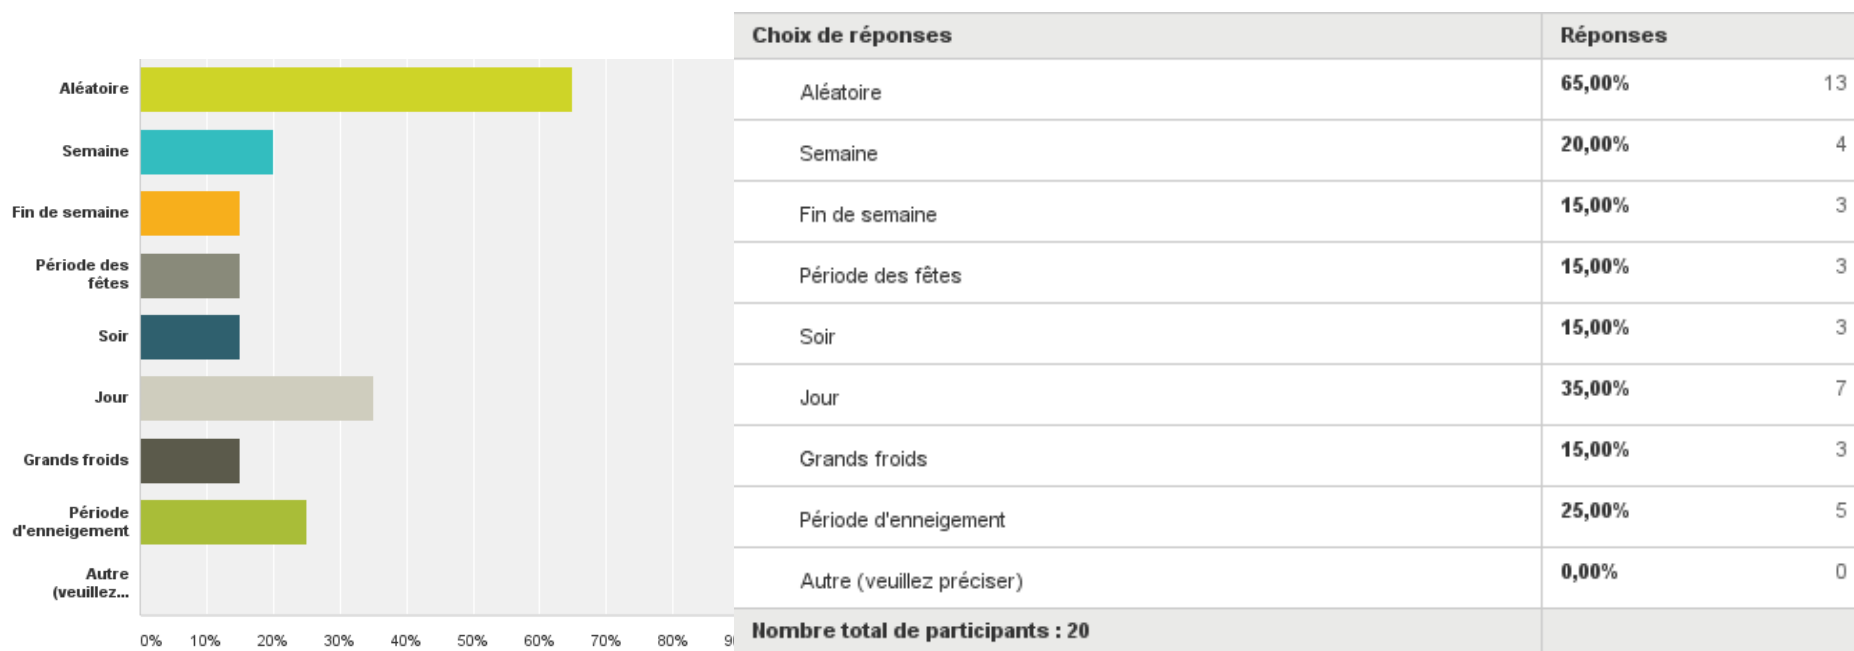 Aléatoire
Semaine
Fin de semaine
Période des
fêtes
Soir
Jour
Grands froids
Période
d'enneigement
Autre
(veuillez...
0% 10% 20% 30% 40% 50% 60% 70% 80% 9
Choix de réponses Réponses
Aléatoire 65,00% 13
Semaine 20,00% 4
Fin de semaine 15,00% 3
Période des fêtes 15,00% 3
Soir 15,00% 3
Jour 35,00% 7
Grands froids 15,00% 3
Période d'enneigement 25,00% 5
Autre (veuillez préciser) 0,00% 0
Nombre total de participants : 20